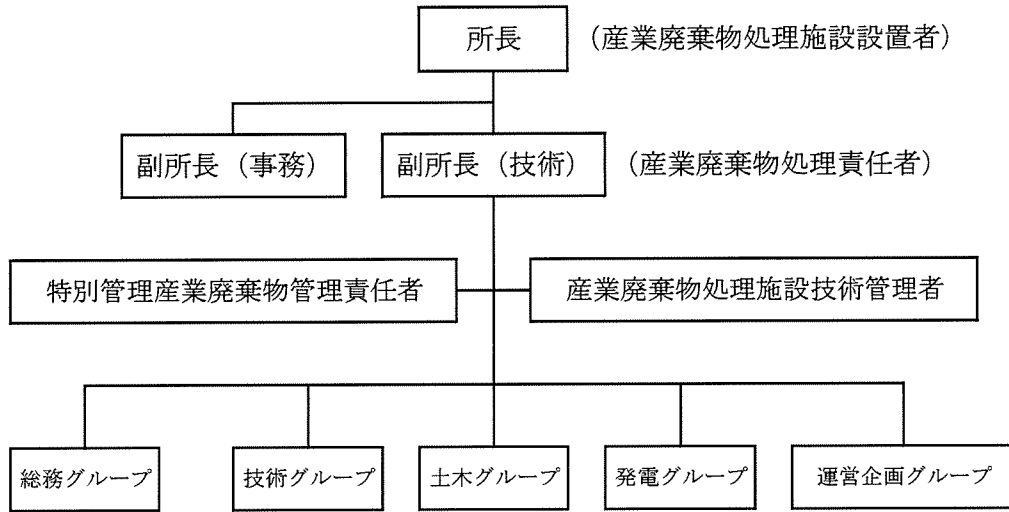 所長
（産業廃棄物処理施設設置者）
副所長（事務）
副所長（技術）
（産業廃棄物処理責任者）
特別管理産業廃棄物管理責任者
産業廃棄物処理施設技術管理者
総務グループ
技術グループ
土木グループ
発電グループ
運営企画グループ